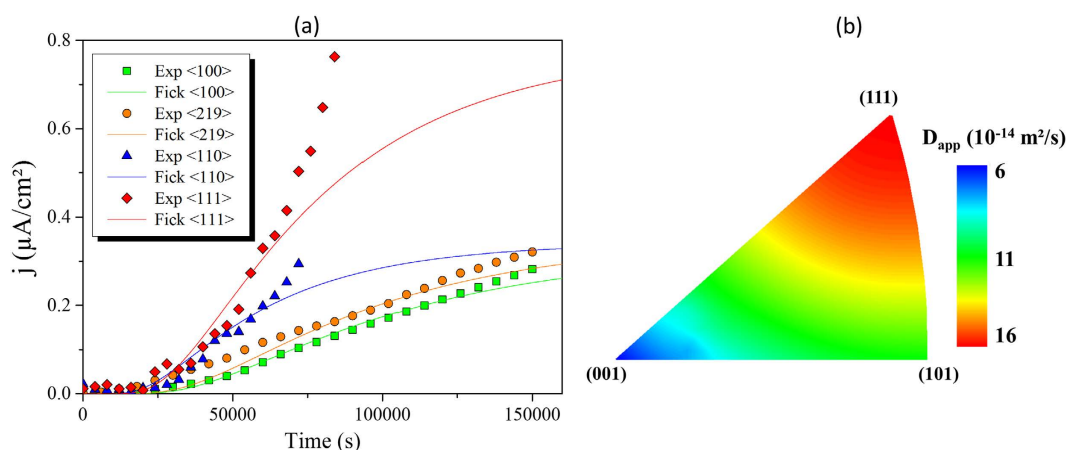 (a)
0.8
0.6
0.4
0.2
0.0
j (μA/cm²)
Exp <100>
Fick <100>
Exp <219>
Fick <219>
Exp <110>
Fick <110>
Exp <111>
Fick <111>
0 50000 100000 150000
Time (s)
(b)
(111)
(001)
(101)
D_app (10⁻¹⁴ m²/s)
6
11
16